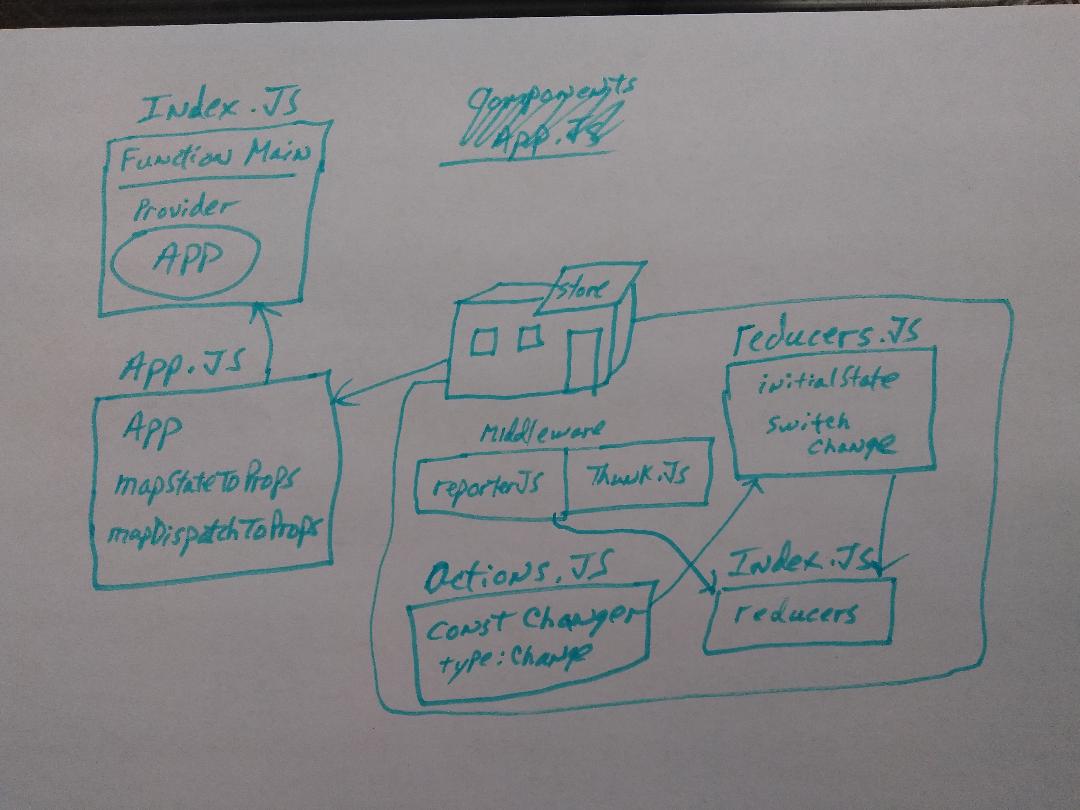 Index.JS
Function Main
Provider
APP
Components
App.JS
App.JS
App
mapStateToProps
mapDispatchToProps
Store
Middleware
reporterJS
Thunk.Js
Actions.JS
Const Changer
type: Change
reducers.JS
initialState
switch
change
Index.JS
reducers